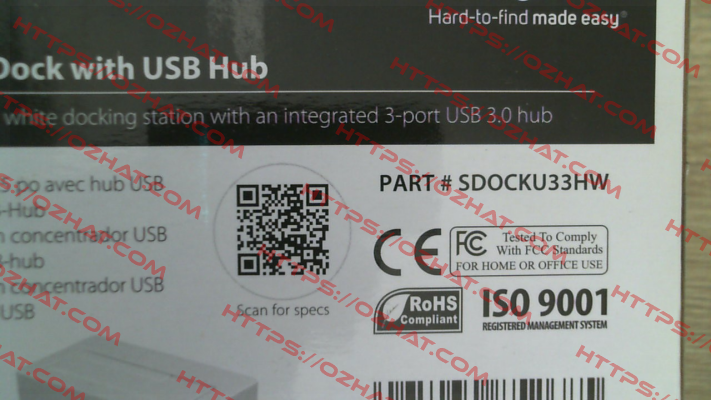 Hard-to-find made easy®
Dock with USB Hub
white docking station with an integrated 3-port USB 3.0 hub
po avec hub USB
-Hub
concentrador USB
-hub
concentrador USB
USB
Scan for specs
PART # SDOCKU33HW
CE
FC Tested To Comply
With FCC Standards
FOR HOME OR OFFICE USE
RoHS
Compliant
ISO 9001
REGISTERED MANAGEMENT SYSTEM
HTTPS://OZHAT.COM